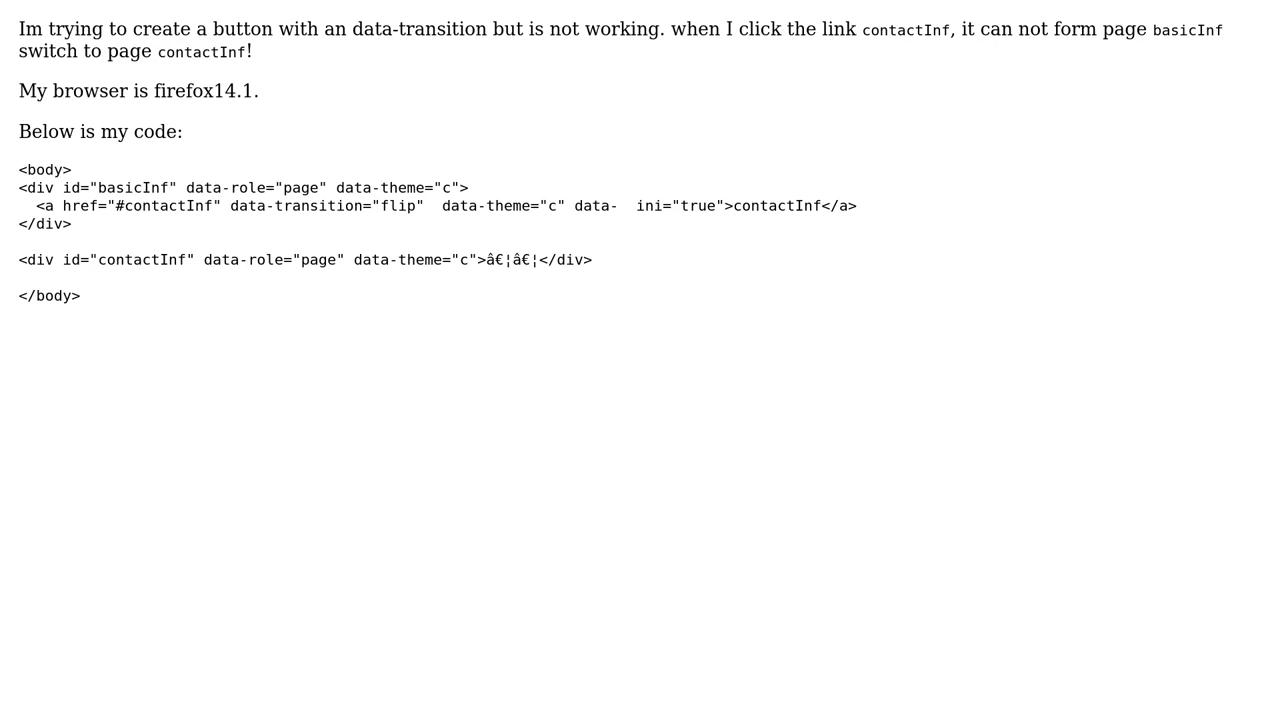 Im trying to create a button with an data-transition but is not working. when I click the link contactInf, it can not form page basicInf
switch to page contactInf!
My browser is firefox14.1.
Below is my code:
<body>
<div id="basicInf" data-role="page" data-theme="c">
  <a href="#contactInf" data-transition="flip"  data-theme="c" data-  ini="true">contactInf</a>
</div>
<div id="contactInf" data-role="page" data-theme="c">â€¦â€¦</div>
</body>